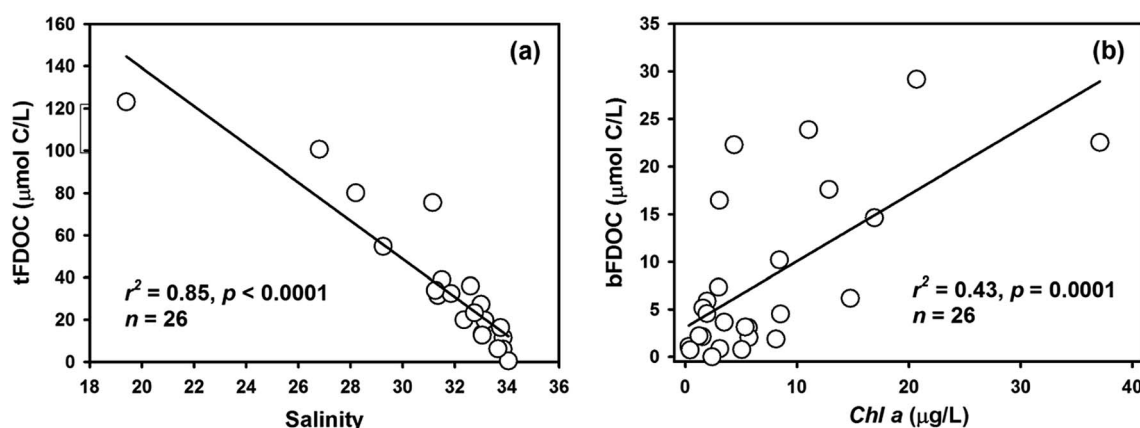 160
140
120
100
80
60
40
20
0
tFDOC (μmol C/L)
(a)
r² = 0.85, p < 0.0001
n = 26
18 20 22 24 26 28 30 32 34 36
Salinity
35
30
25
20
15
10
5
0
bFDOC (μmol C/L)
(b)
r² = 0.43, p = 0.0001
n = 26
0 10 20 30 40
Chl a (μg/L)